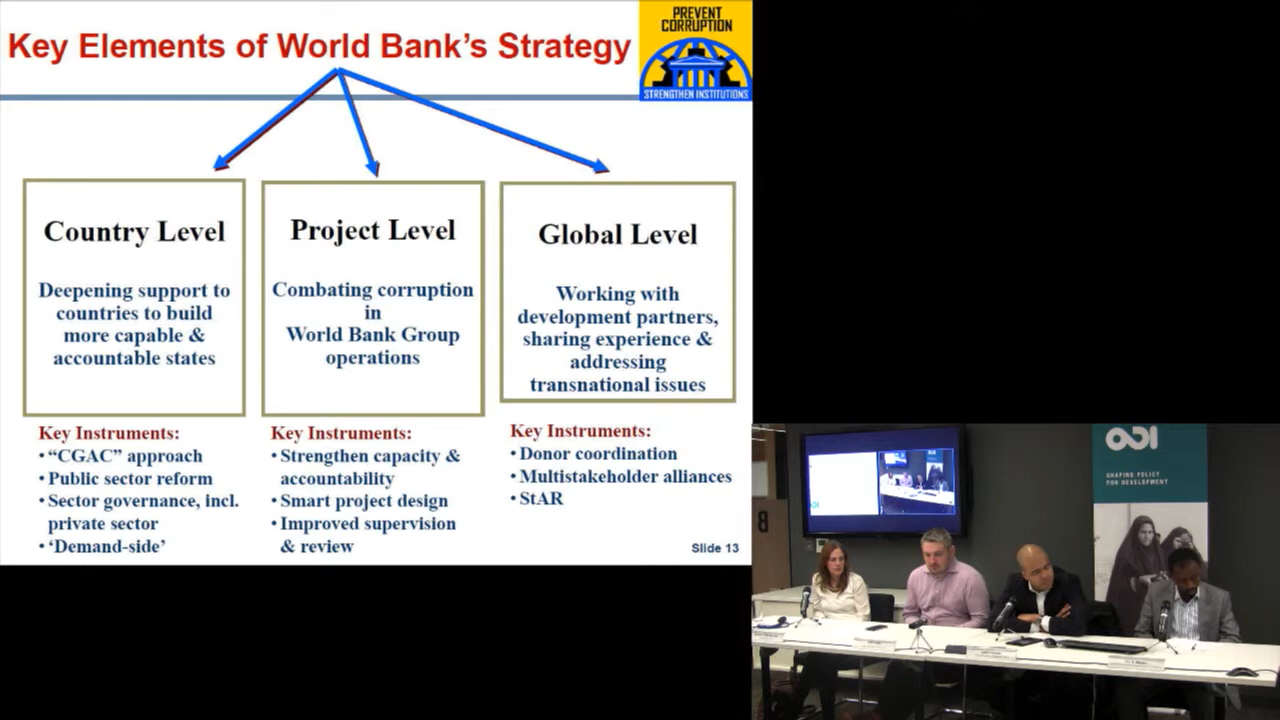 Key Elements of World Bank's Strategy
PREVENT
CORRUPTION
STRENGTHEN INSTITUTIONS
Country Level
Deepening support to
countries to build
more capable &
accountable states
Key Instruments:
• “CGAC” approach
• Public sector reform
• Sector governance, incl.
private sector
• ‘Demand-side’
Project Level
Combating corruption
in
World Bank Group
operations
Key Instruments:
• Strengthen capacity &
accountability
• Smart project design
• Improved supervision
& review
Global Level
Working with
development partners,
sharing experience &
addressing
transnational issues
Key Instruments:
• Donor coordination
• Multistakeholder alliances
• StAR
Slide 13
ODI
SHAPING POLICY
FOR DEVELOPMENT